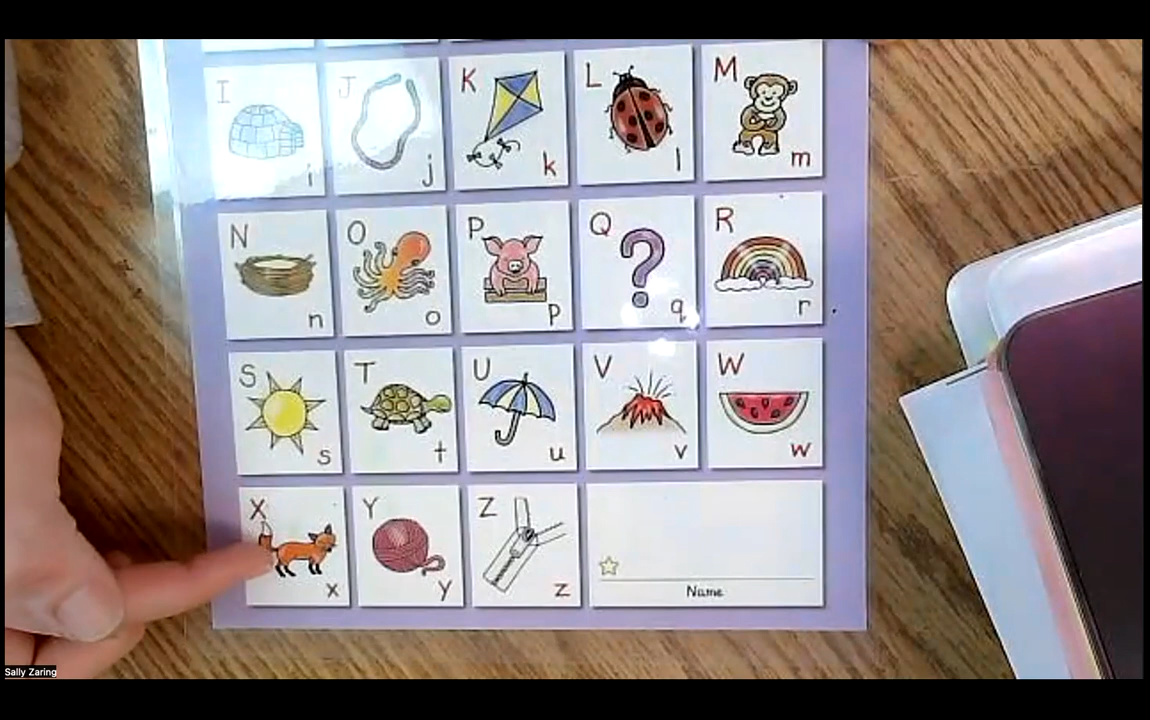 I i J j K k L l M m
N n O o P p Q q R r
S s T t U u V v W w
X x Y y Z z
Name
Sally Zaring